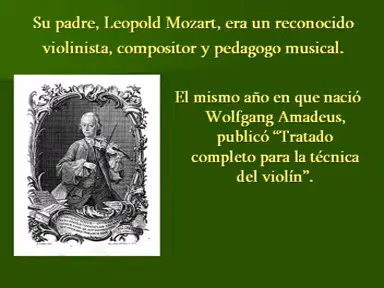 Su padre, Leopold Mozart, era un reconocido
violinista, compositor y pedagogo musical.
El mismo año en que nació
Wolfgang Amadeus,
publicó “Tratado
completo para la técnica
del violín”.